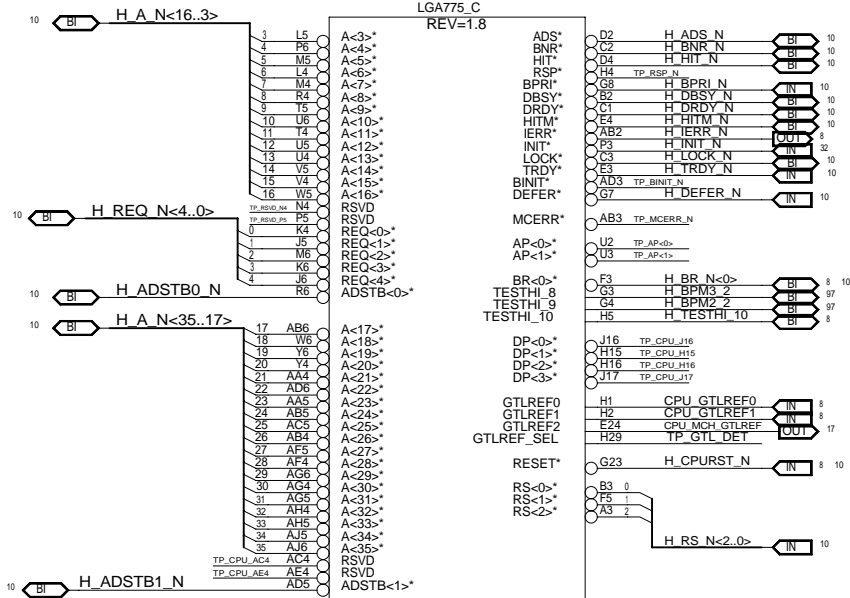 LGA775_C
REV=1.8
10 BI H_A_N<16..3>
3 L5 A<3>*
4 P6 A<4>*
5 M5 A<5>*
6 L4 A<6>*
7 M4 A<7>*
8 R4 A<8>*
9 T5 A<9>*
10 U6 A<10>*
11 T4 A<11>*
12 U5 A<12>*
13 U4 A<13>*
14 V5 A<14>*
15 V4 A<15>*
16 W5 A<16>*
TP_RSVD_N4 N4 RSVD
TP_RSVD_P5 P5 RSVD
10 BI H_REQ_N<4..0>
0 K4 REQ<0>*
1 J5 REQ<1>*
2 M6 REQ<2>*
3 K6 REQ<3>*
4 J6 REQ<4>*
10 BI H_ADSTB0_N R6 ADSTB<0>*
10 BI H_A_N<35..17>
17 AB6 A<17>*
18 W6 A<18>*
19 Y6 A<19>*
20 Y4 A<20>*
21 AA4 A<21>*
22 AD6 A<22>*
23 AA5 A<23>*
24 AB5 A<24>*
25 AC5 A<25>*
26 AB4 A<26>*
27 AF5 A<27>*
28 AF4 A<28>*
29 AG6 A<29>*
30 AG4 A<30>*
31 AG5 A<31>*
32 AH4 A<32>*
33 AH5 A<33>*
34 AJ5 A<34>*
35 AJ6 A<35>*
TP_CPU_AC4 AC4 RSVD
TP_CPU_AE4 AE4 RSVD
10 BI H_ADSTB1_N AD5 ADSTB<1>*
ADS* D2 H_ADS_N BI 10
BNR* C2 H_BNR_N BI 10
HIT* D4 H_HIT_N BI 10
RSP* H4 TP_RSP_N
BPRI* G8 H_BPRI_N IN 10
DBSY* B2 H_DBSY_N BI 10
DRDY* C1 H_DRDY_N BI 10
HITM* E4 H_HITM_N BI 10
IERR* AB2 H_IERR_N OUT 8
INIT* P3 H_INIT_N IN 32
LOCK* C3 H_LOCK_N BI 10
TRDY* E3 H_TRDY_N IN 10
BINIT* AD3 TP_BINIT_N
DEFER* G7 H_DEFER_N IN 10
MCERR* AB3 TP_MCERR_N
AP<0>* U2 TP_AP<0>
AP<1>* U3 TP_AP<1>
BR<0>* F3 H_BR_N<0> BI 8 10
TESTHI_8 G3 H_BPM3_2 BI 97
TESTHI_9 G4 H_BPM2_2 BI 97
TESTHI_10 H5 H_TESTHI_10 BI 8
DP<0>* J16 TP_CPU_J16
DP<1>* H15 TP_CPU_H15
DP<2>* H16 TP_CPU_H16
DP<3>* J17 TP_CPU_J17
GTLREF0 H1 CPU_GTLREF0 IN 8
GTLREF1 H2 CPU_GTLREF1 IN 8
GTLREF2 E24 CPU_MCH_GTLREF OUT 17
GTLREF_SEL H29 TP_GTL_DET
RESET* G23 H_CPURST_N IN 8 10
RS<0>* B3 0
RS<1>* F5 1
RS<2>* A3 2
H_RS_N<2..0> IN 10